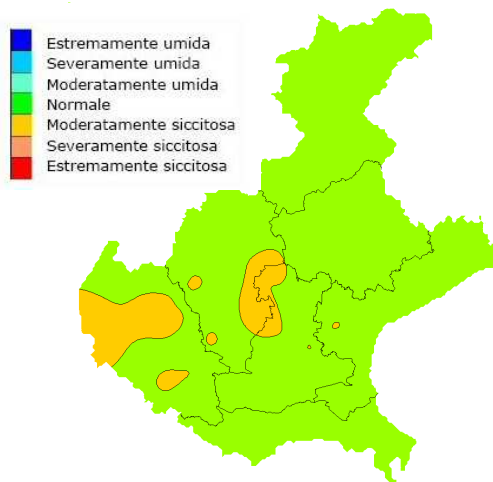 Estremamente umida
Severamente umida
Moderatamente umida
Normale
Moderatamente siccitosa
Severamente siccitosa
Estremamente siccitosa